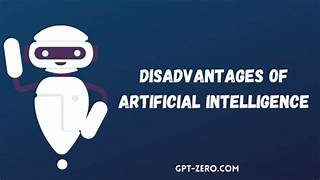 DISADVANTAGES OF
ARTIFICIAL INTELLIGENCE
GPT-ZERO.COM